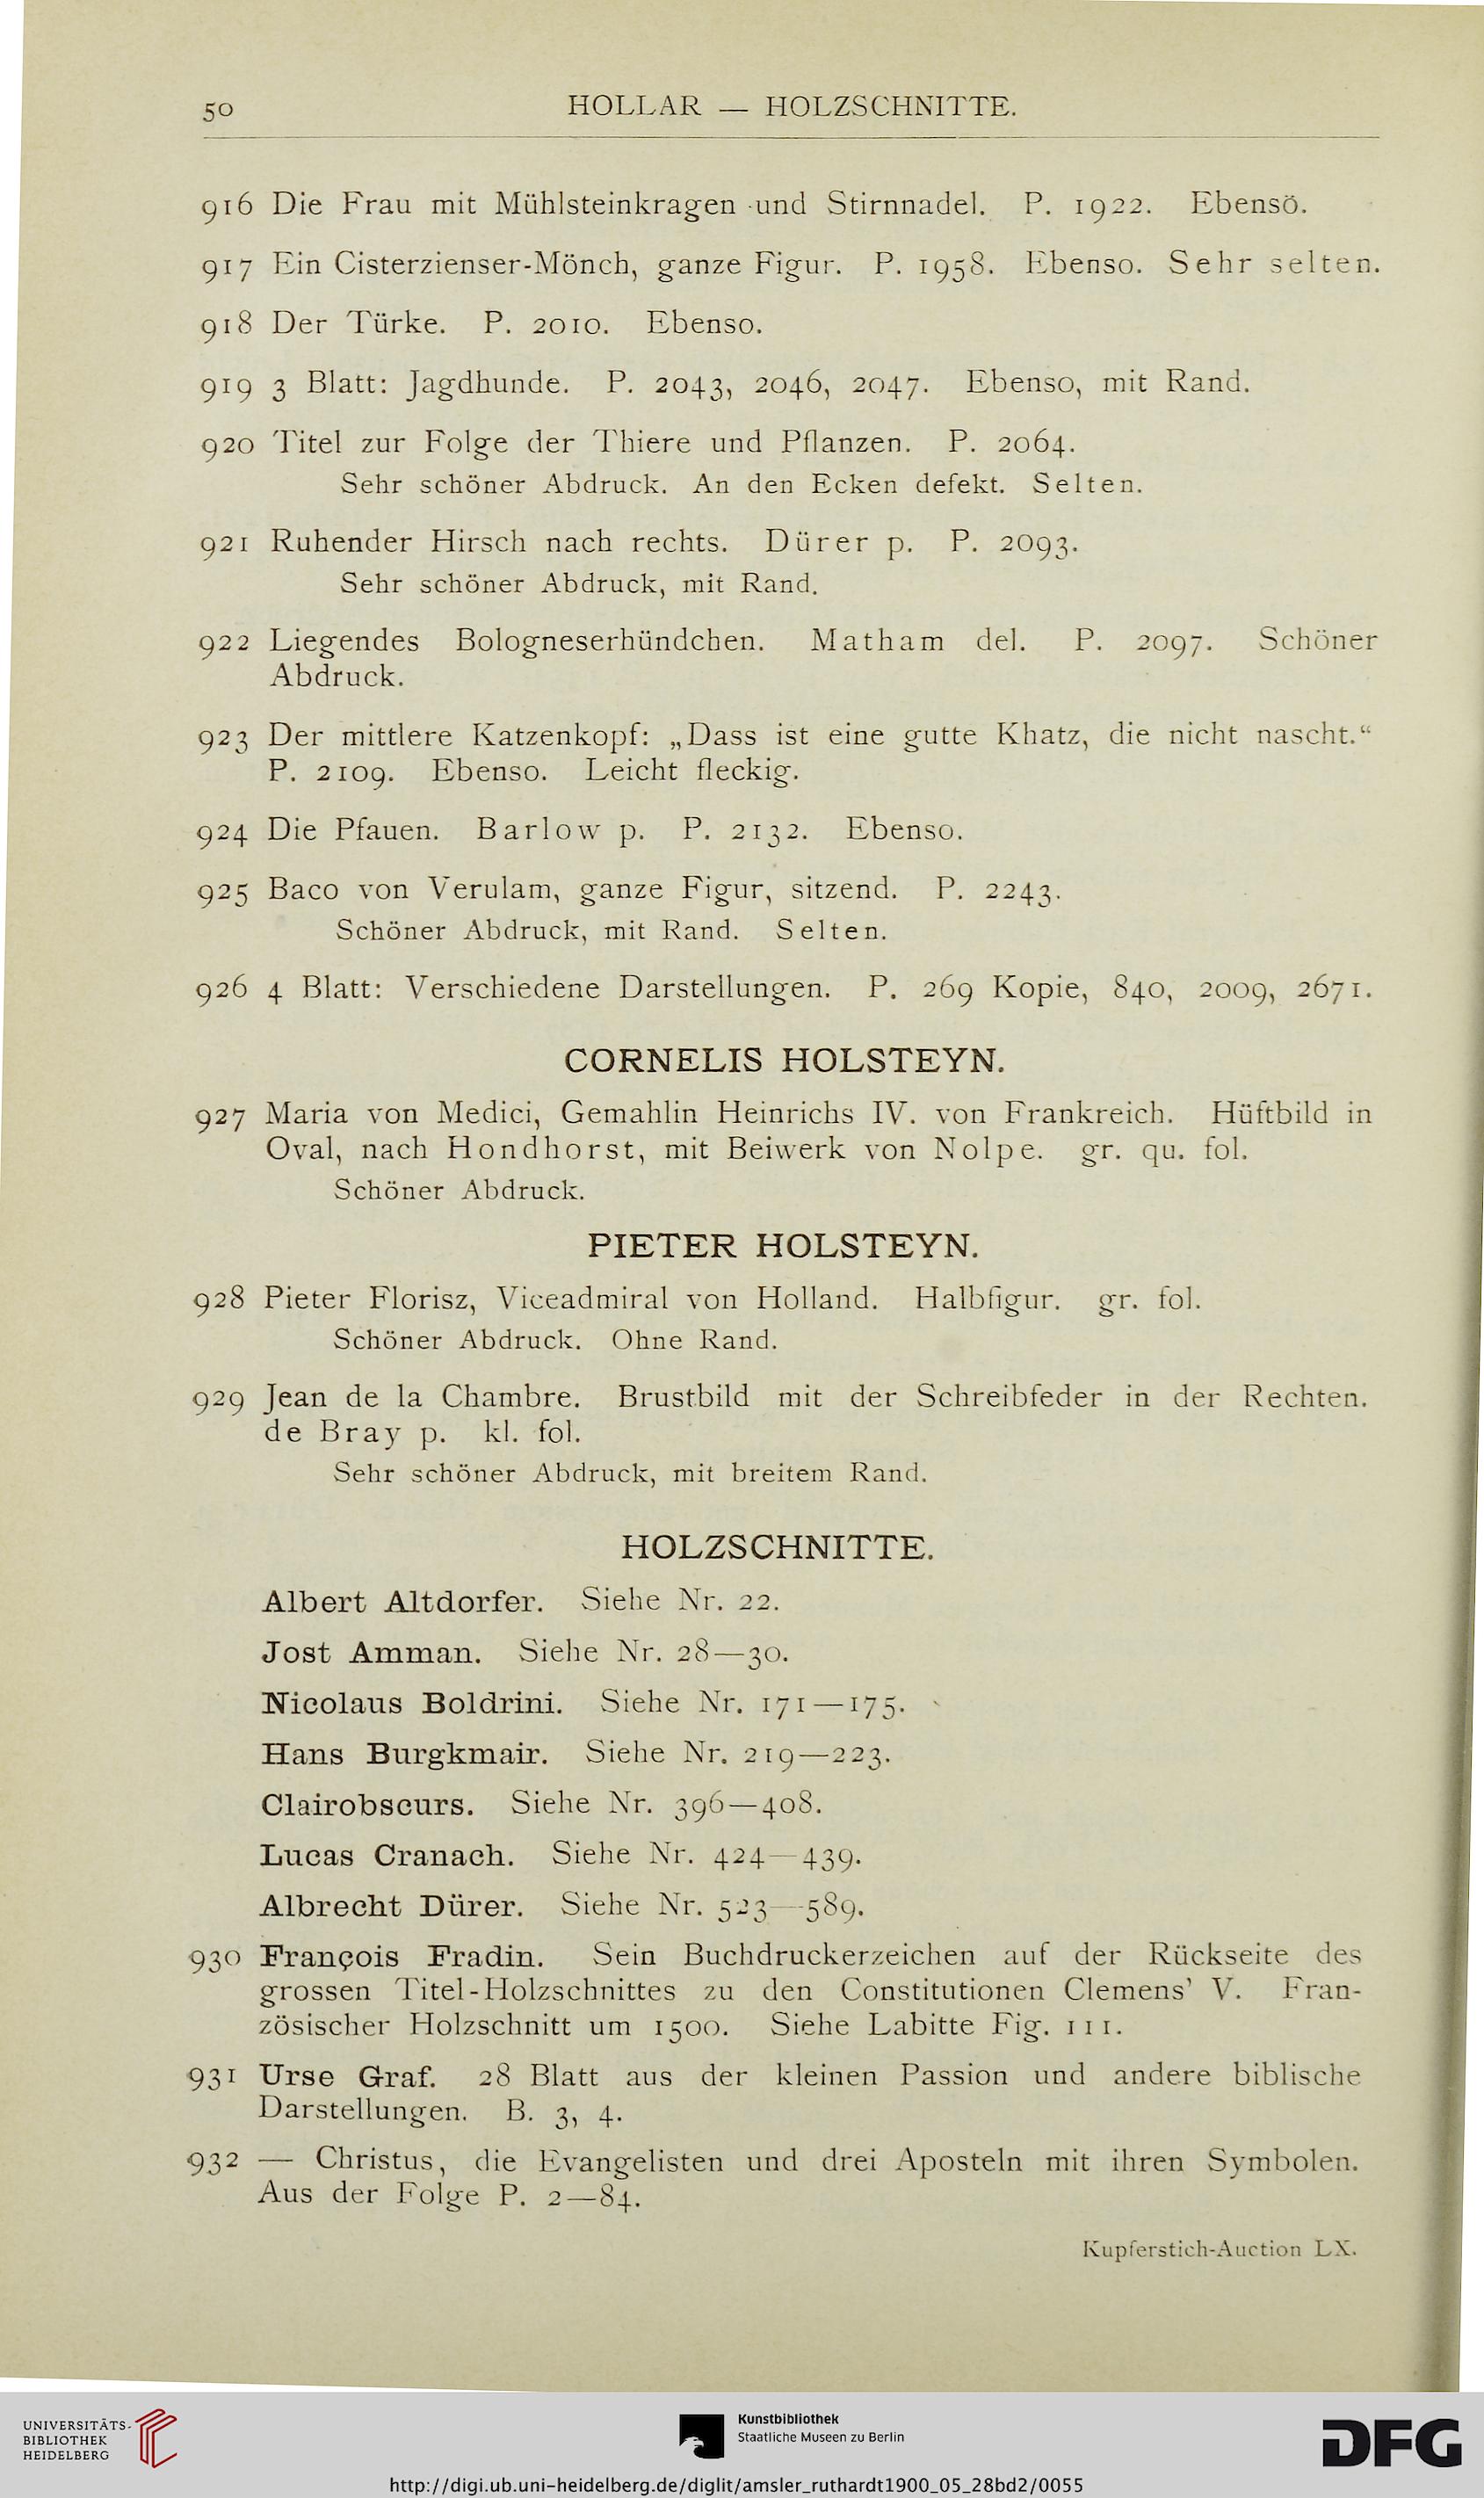 50 HOLLAR — HOLZSCHNITTE.
916 Die Frau mit Mühlsteinkragen und Stirnnadel. P. 1922. Ebensö.
917 Ein Cisterzienser-Mönch, ganze Figur. P. 1958. Ebenso. Sehr selten.
918 Der Türke. P. 2010. Ebenso.
919 3 Blatt: Jagdhunde. P. 2043, 2046, 2047. Ebenso, mit Rand.
920 Titel zur Folge der Thiere und Pflanzen. P. 2064.
Sehr schöner Abdruck. An den Ecken defekt. Selten.
921 Ruhender Hirsch nach rechts. Dürer p. P. 2093.
Sehr schöner Abdruck, mit Rand.
922 Liegendes Bologneserhündchen. Matham del. P. 2097. Schöner
Abdruck.
923 Der mittlere Katzenkopf: „Dass ist eine gutte Khatz, die nicht nascht.“
P. 2109. Ebenso. Leicht fleckig.
924 Die Pfauen. Barlow p. P. 2132. Ebenso.
925 Baco von Verulam, ganze Figur, sitzend. P. 2243.
Schöner Abdruck, mit Rand. Selten.
926 4 Blatt: Verschiedene Darstellungen. P. 269 Kopie, 840, 2009, 2671.
CORNELIS HOLSTEYN.
927 Maria von Medici, Gemahlin Heinrichs IV. von Frankreich. Hüftbild in
Oval, nach Hondhorst, mit Beiwerk von Nolpe. gr. qu. fol.
Schöner Abdruck.
PIETER HOLSTEYN.
928 Pieter Florisz, Viceadmiral von Holland. Halbfigur. gr. fol.
Schöner Abdruck. Ohne Rand.
929 Jean de la Chambre. Brustbild mit der Schreibfeder in der Rechten.
de Bray p. kl. fol.
Sehr schöner Abdruck, mit breitem Rand.
HOLZSCHNITTE.
Albert Altdorfer. Siehe Nr. 22.
Jost Amman. Siehe Nr. 28—30.
Nicolaus Boldrini. Siehe Nr. 171—175.
Hans Burgkmair. Siehe Nr. 219—223.
Clairobscurs. Siehe Nr. 396—408.
Lucas Cranach. Siehe Nr. 424—439.
Albrecht Dürer. Siehe Nr. 523—589.
930 François Fradin. Sein Buchdruckerzeichen auf der Rückseite des
grossen Titel-Holzschnittes zu den Constitutionen Clemens' V. Fran-
zösischer Holzschnitt um 1500. Siehe Labitte Fig. 111.
931 Urse Graf. 28 Blatt aus der kleinen Passion und andere biblische
Darstellungen. B. 3, 4.
932 — Christus, die Evangelisten und drei Aposteln mit ihren Symbolen.
Aus der Folge P. 2—84.
Kupferstich-Auction LX.
UNIVERSITÄTS-
BIBLIOTHEK
HEIDELBERG
Kunstbibliothek
Staatliche Museen zu Berlin
DFG
http://digi.ub.uni-heidelberg.de/diglit/amsler_ruthardt1900_05_28bd2/0055